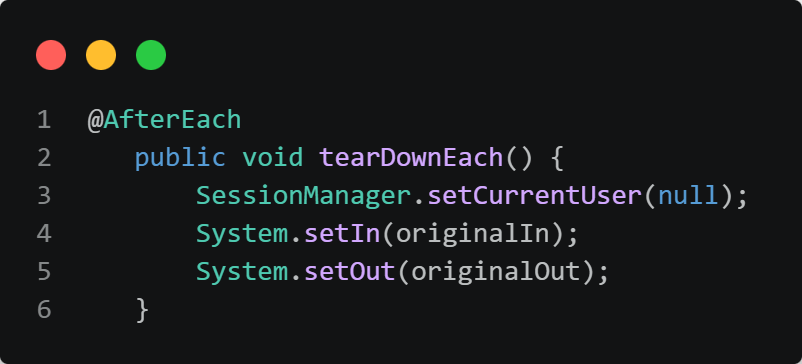 1 @AfterEach
2 public void tearDownEach() {
3 SessionManager.setCurrentUser(null);
4 System.setIn(originalIn);
5 System.setOut(originalOut);
6 }